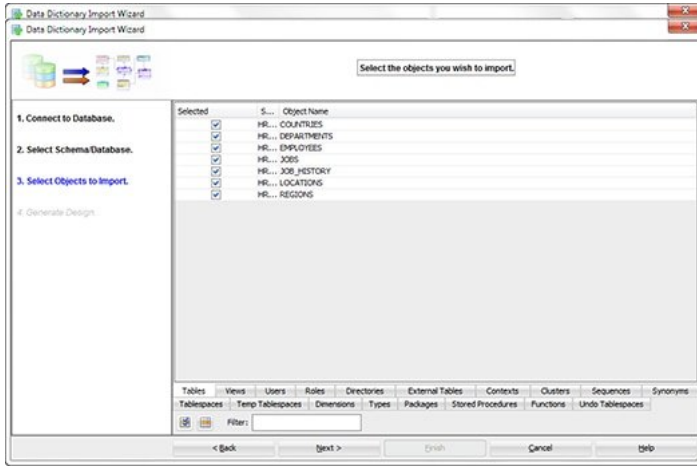 Data Dictionary Import Wizard
Data Dictionary Import Wizard
Select the objects you wish to import.
1. Connect to Database.
2. Select Schema/Database.
3. Select Objects to Import.
4. Generate Design.
Selected S... Object Name
HR... COUNTRIES
HR... DEPARTMENTS
HR... EMPLOYEES
HR... JOBS
HR... JOB_HISTORY
HR... LOCATIONS
HR... REGIONS
Tables Views Users Roles Directories External Tables Contexts Clusters Sequences Synonyms
Tablespaces Temp Tablespaces Dimensions Types Packages Stored Procedures Functions Undo Tablespaces
Filter:
< Back Next > Finish Cancel Help